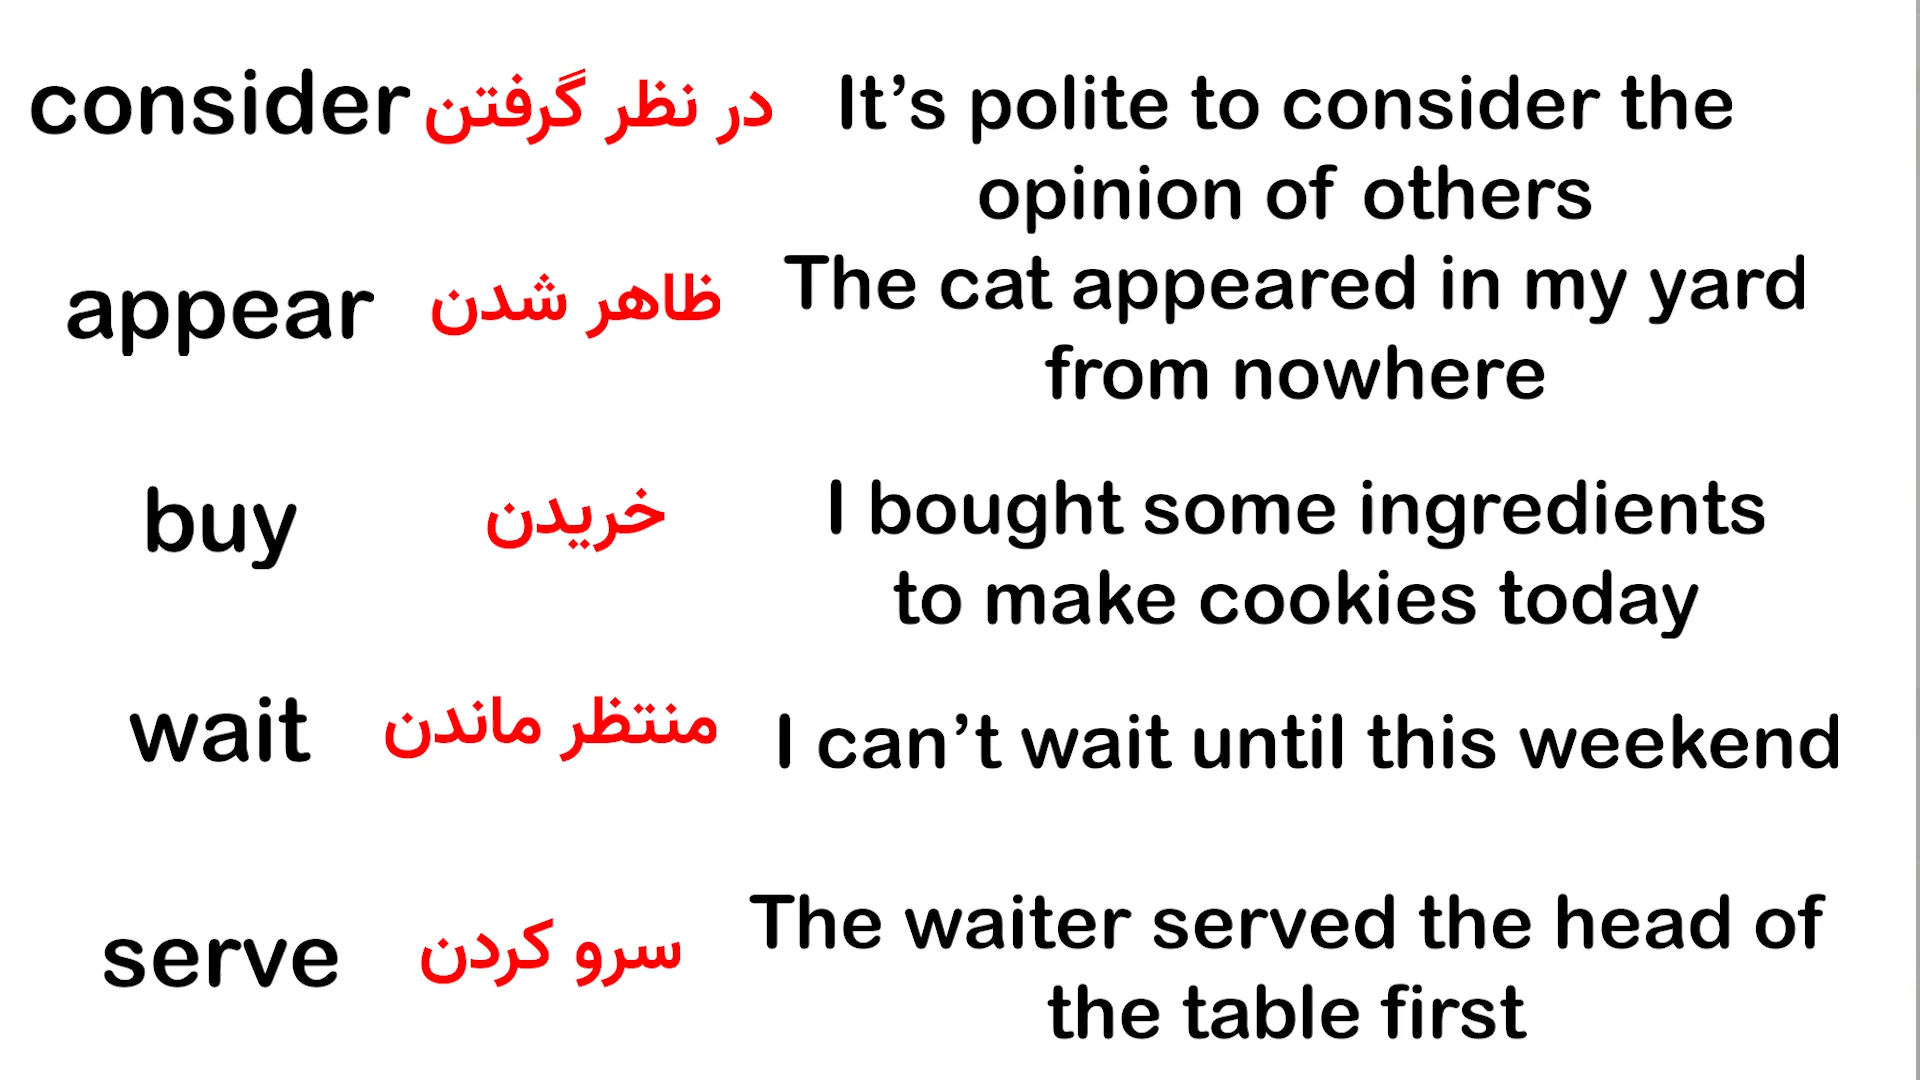 consider در نظر گرفتن It’s polite to consider the
opinion of others
appear ظاهر شدن The cat appeared in my yard
from nowhere
buy خریدن I bought some ingredients
to make cookies today
wait منتظر ماندن I can’t wait until this weekend
serve سرو کردن The waiter served the head of
the table first